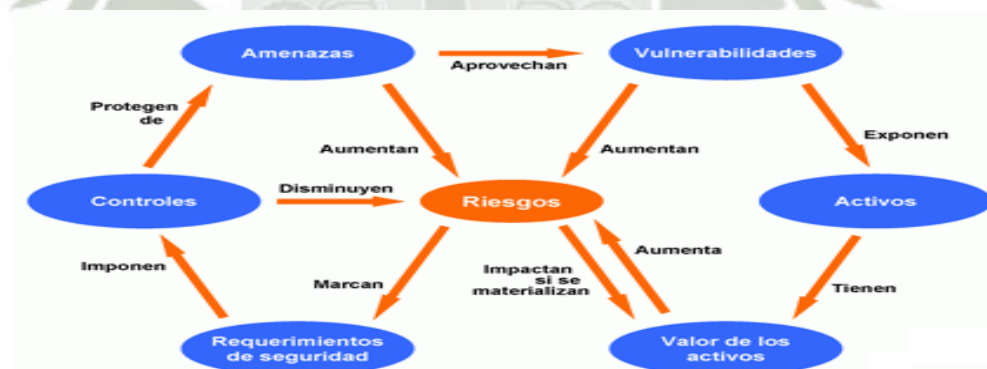 Amenazas
Aprovechan
Vulnerabilidades
Protegen
de
Aumentan
Aumentan
Exponen
Controles
Disminuyen
Riesgos
Activos
Imponen
Marcan
Impactan
si se
materializan
Aumenta
Tienen
Requerimientos
de seguridad
Valor de los
activos